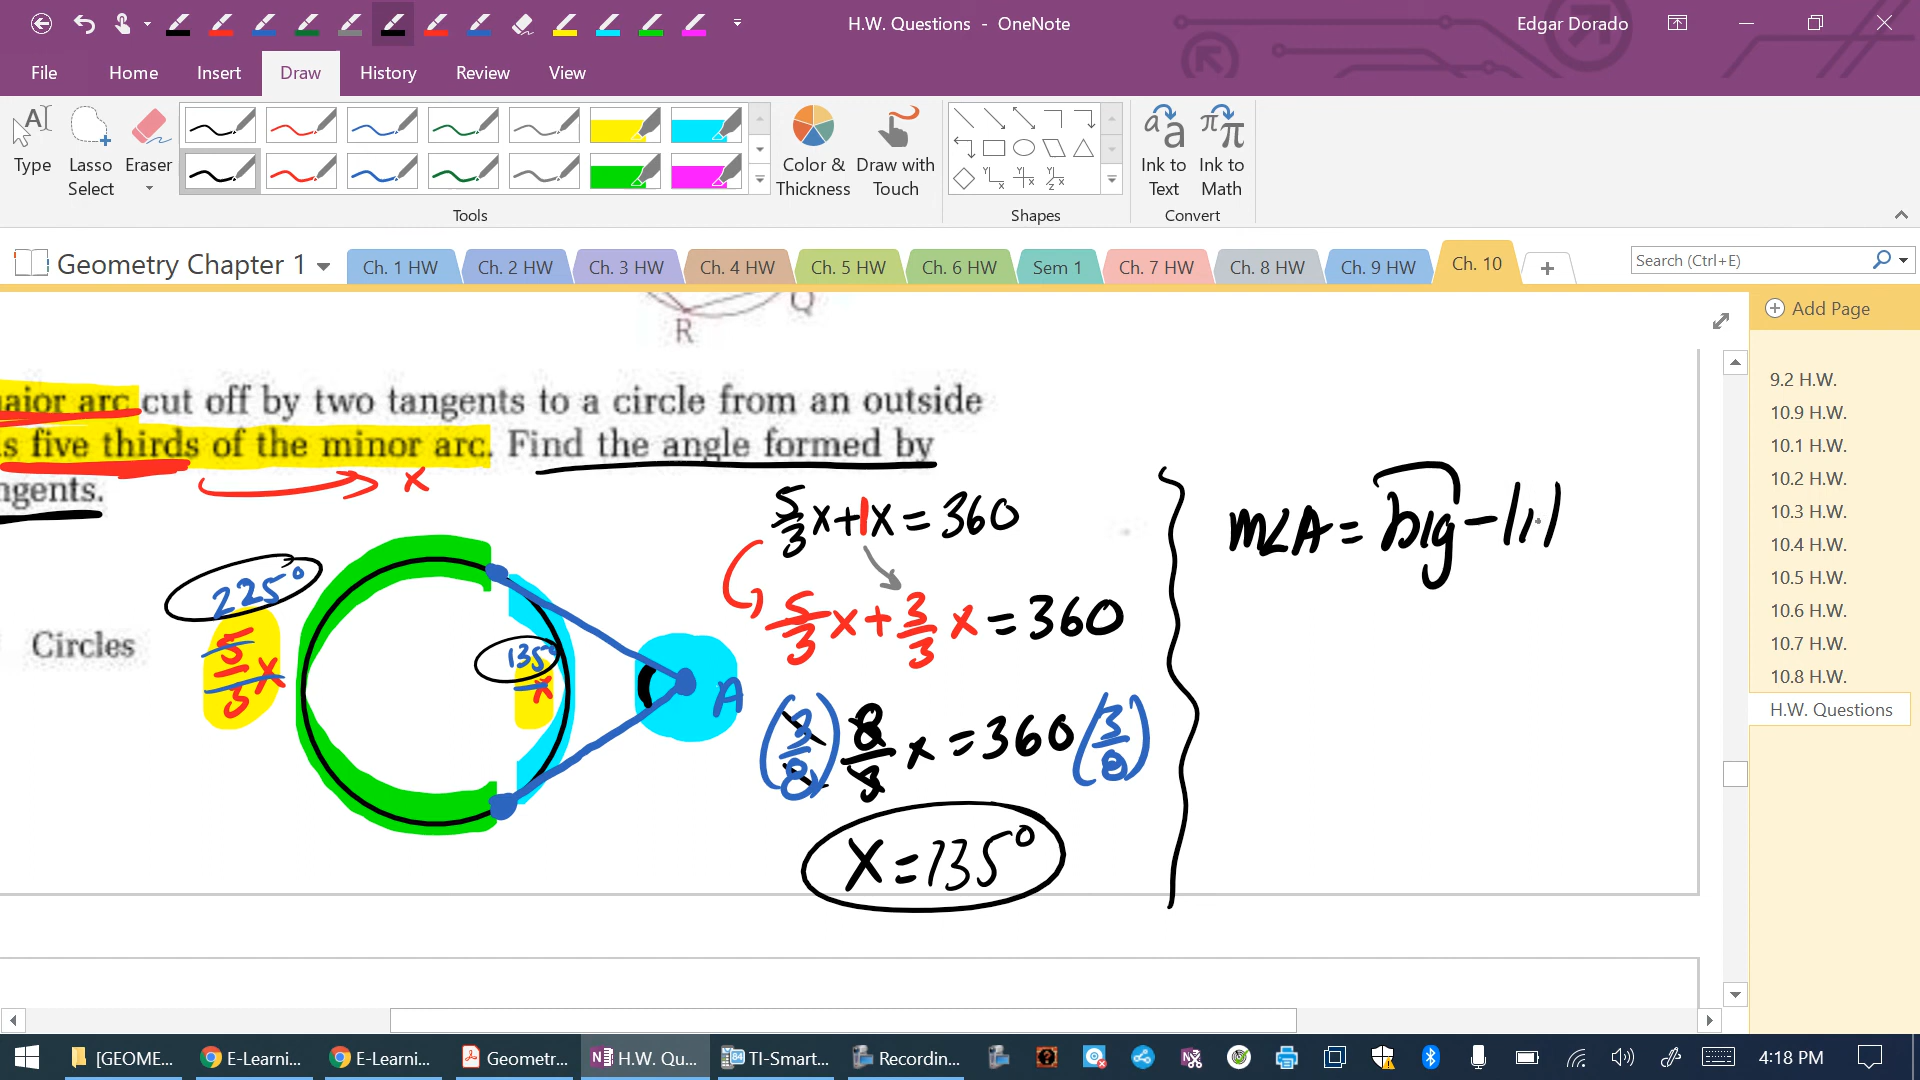 H.W. Questions - OneNote
Edgar Dorado
File Home Insert Draw History Review View
Type
Lasso Select
Eraser
Color & Thickness
Draw with Touch
Ink to Text
Ink to Math
Tools
Shapes
Convert
Geometry Chapter 1
Ch. 1 HW
Ch. 2 HW
Ch. 3 HW
Ch. 4 HW
Ch. 5 HW
Ch. 6 HW
Sem 1
Ch. 7 HW
Ch. 8 HW
Ch. 9 HW
Ch. 10
Search (Ctrl+E)
Add Page
9.2 H.W.
10.9 H.W.
10.1 H.W.
10.2 H.W.
10.3 H.W.
10.4 H.W.
10.5 H.W.
10.6 H.W.
10.7 H.W.
10.8 H.W.
H.W. Questions
R
Q
ajor arc cut off by two tangents to a circle from an outside
s five thirds of the minor arc. Find the angle formed by
ngents.
x
Circles
225°
5/3 x
135°
x
A
5/3 x + 1x = 360
5/3 x + 3/3 x = 360
(3/8) 8/3 x = 360 (3/8)
x = 135°
m∠A = big - lil
[GEOME...
E-Learni...
E-Learni...
Geometr...
H.W. Qu...
TI-Smart...
Recordin...
4:18 PM